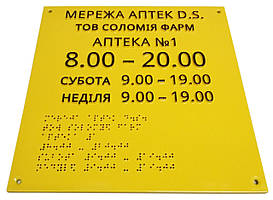 МЕРЕЖА АПТЕК D.S.
ТОВ СОЛОМІЯ ФАРМ
АПТЕКА №1
8.00 – 20.00
СУБОТА 9.00 – 19.00
НЕДІЛЯ 9.00 – 19.00